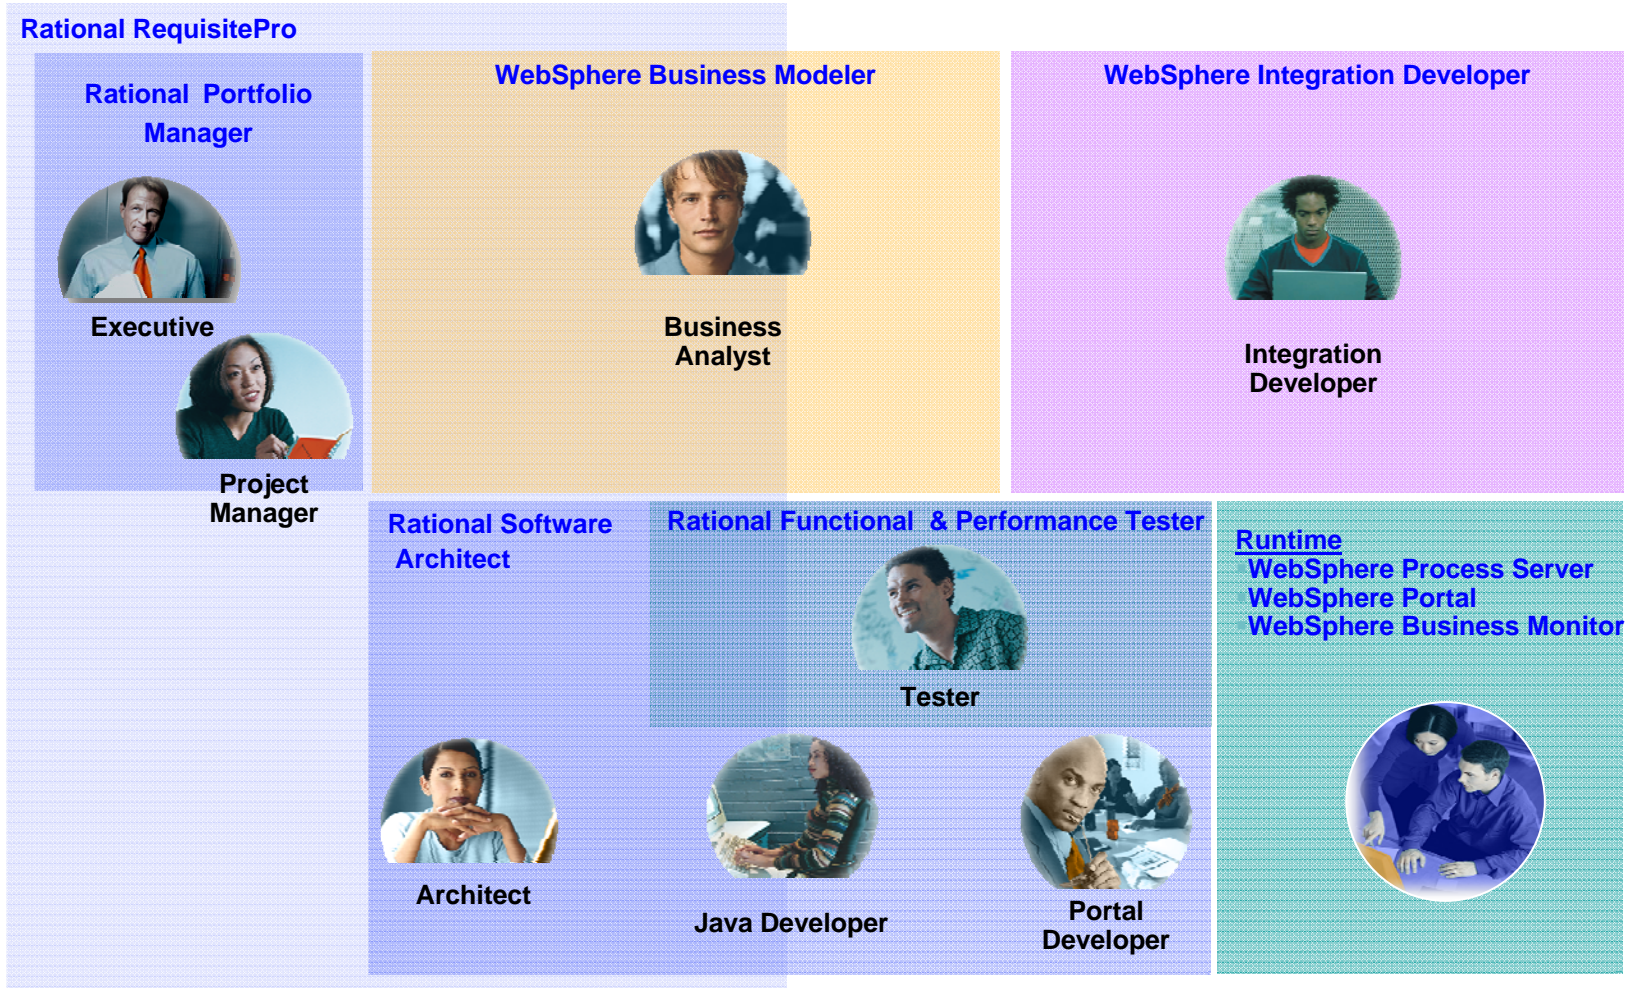 Rational RequisitePro
Rational Portfolio
Manager
Executive
Project
Manager
WebSphere Business Modeler
Business
Analyst
WebSphere Integration Developer
Integration
Developer
Rational Software
Architect
Rational Functional & Performance Tester
Tester
Architect
Java Developer
Portal
Developer
Runtime
WebSphere Process Server
WebSphere Portal
WebSphere Business Monitor